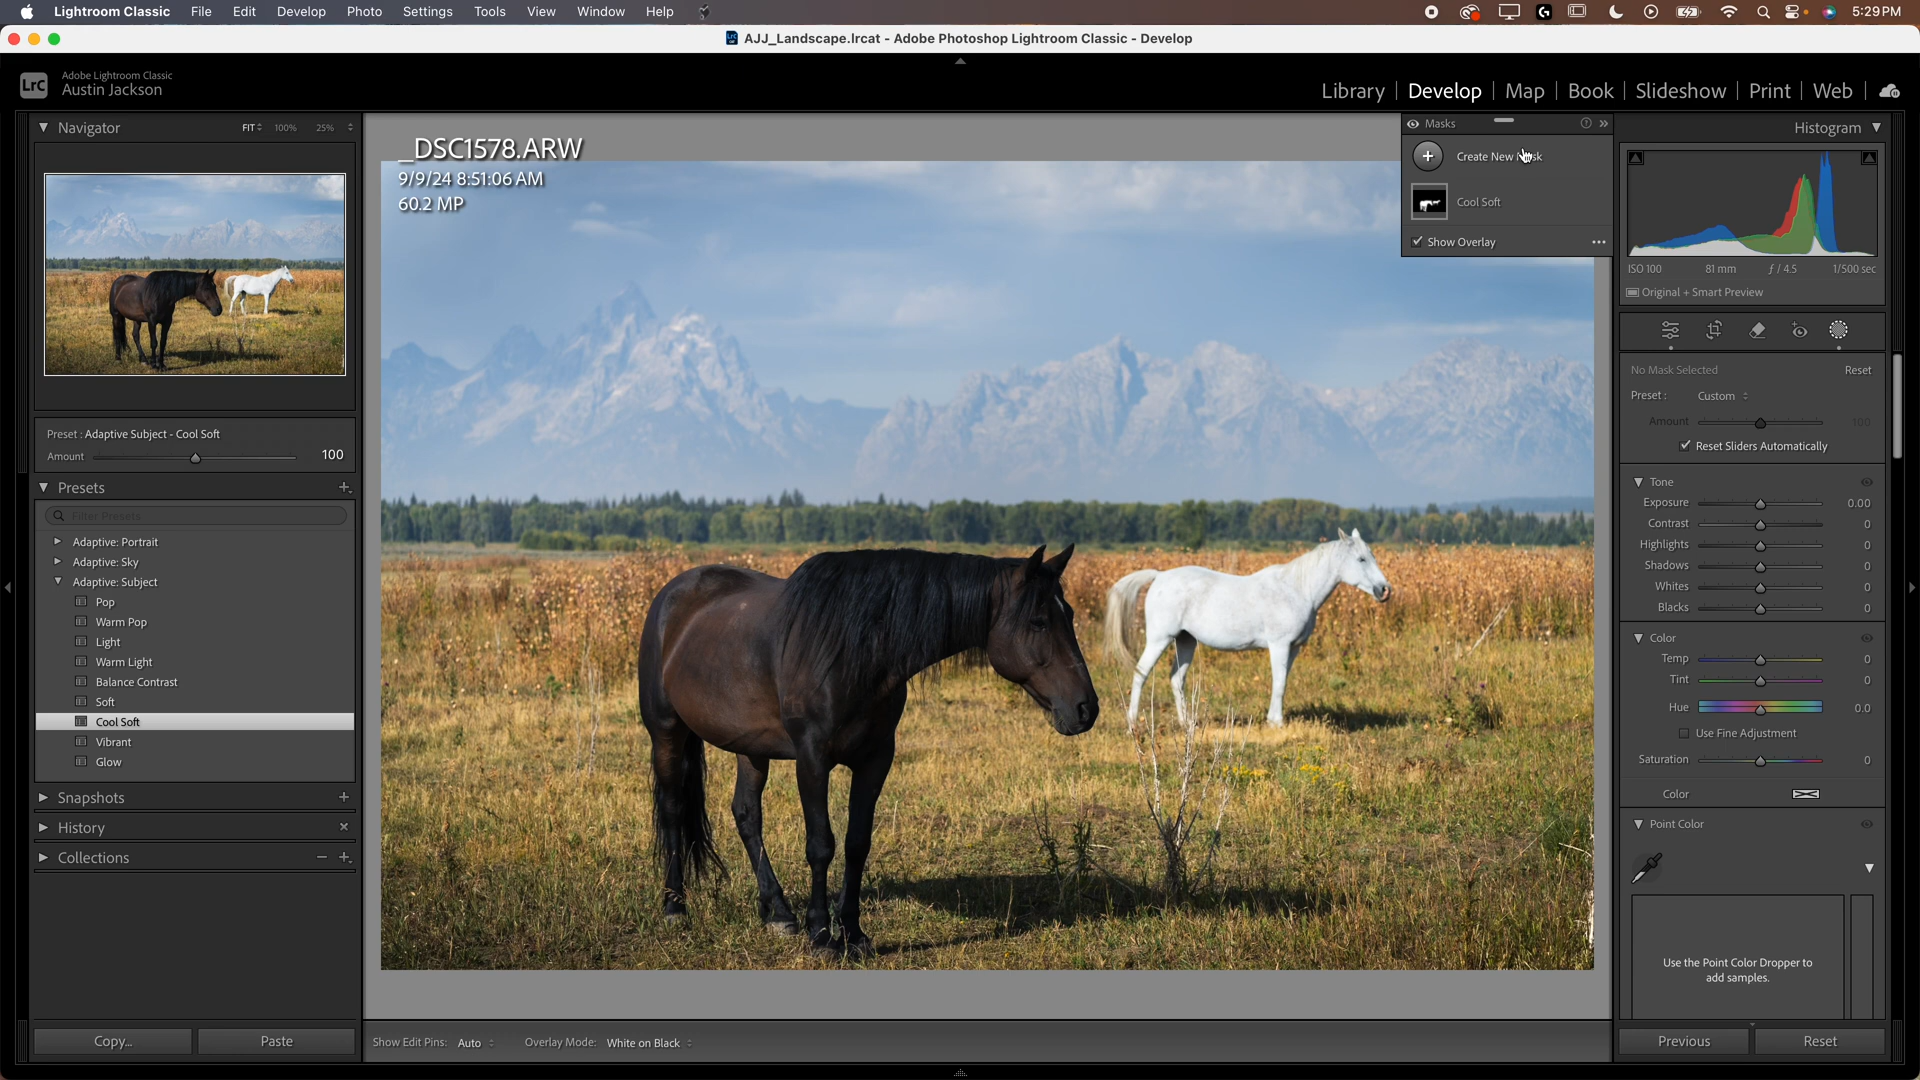 Lightroom Classic File Edit Develop Photo Settings Tools View Window Help 5:29 PM
AJJ_Landscape.lrcat - Adobe Photoshop Lightroom Classic - Develop
LrC
Adobe Lightroom Classic
Austin Jackson
Library | Develop | Map | Book | Slideshow | Print | Web
Navigator FIT 100% 25%
Preset : Adaptive Subject - Cool Soft
Amount 100
Presets
Filter Presets
Adaptive: Portrait
Adaptive: Sky
Adaptive: Subject
Pop
Warm Pop
Light
Warm Light
Balance Contrast
Soft
Cool Soft
Vibrant
Glow
Snapshots
History
Collections
Copy... Paste
_DSC1578.ARW
9/9/24 8:51:06 AM
60.2 MP
Masks
Create New
Cool Soft
Show Overlay
Show Edit Pins: Auto Overlay Mode: White on Black
Histogram
ISO 100 81 mm ƒ / 4.5 1/500 sec
Original + Smart Preview
No Mask Selected Reset
Preset : Custom
Amount 100
Reset Sliders Automatically
Tone
Exposure 0.00
Contrast 0
Highlights 0
Shadows 0
Whites 0
Blacks 0
Color
Temp 0
Tint 0
Hue 0.0
Use Fine Adjustment
Saturation 0
Color
Point Color
Use the Point Color Dropper to
add samples.
Previous Reset